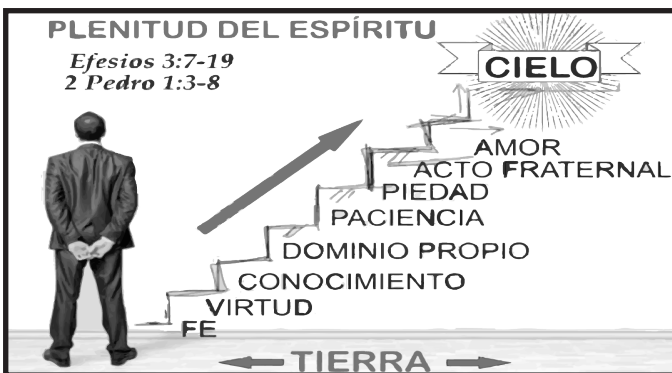 PLENITUD DEL ESPÍRITU
Efesios 3:7-19
2 Pedro 1:3-8
CIELO
AMOR
ACTO FRATERNAL
PIEDAD
PACIENCIA
DOMINIO PROPIO
CONOCIMIENTO
VIRTUD
FE
TIERRA